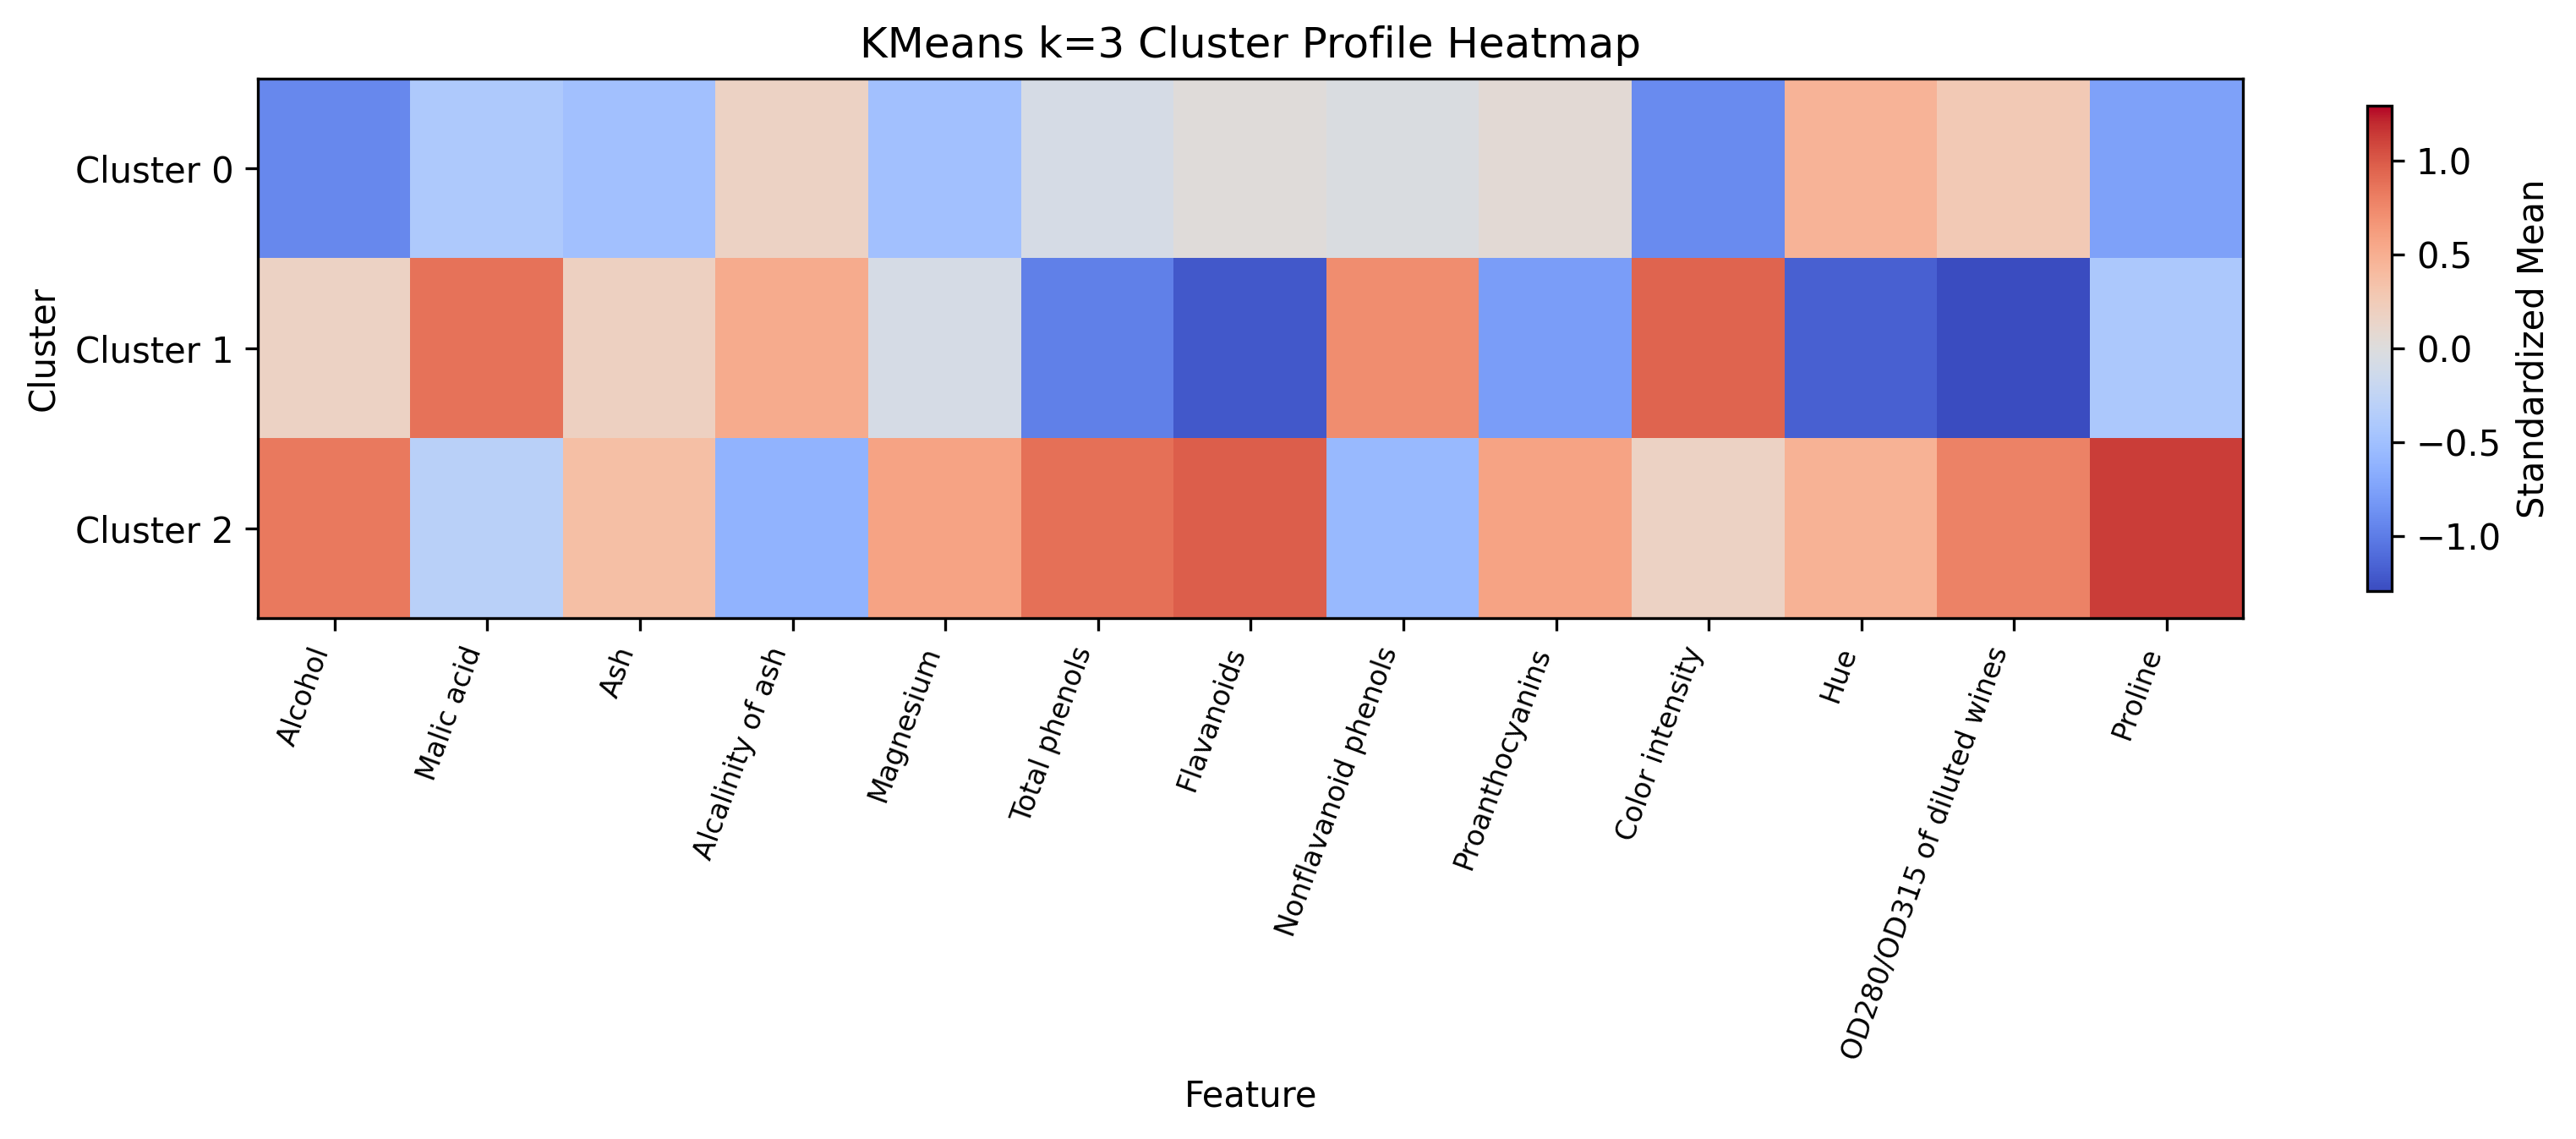 KMeans k=3 Cluster Profile Heatmap
Cluster
Cluster 0
Cluster 1
Cluster 2
Alcohol
Malic acid
Ash
Alcalinity of ash
Magnesium
Total phenols
Flavanoids
Nonflavanoid phenols
Proanthocyanins
Color intensity
Hue
OD280/OD315 of diluted wines
Proline
Feature
1.0
0.5
0.0
−0.5
−1.0
Standardized Mean